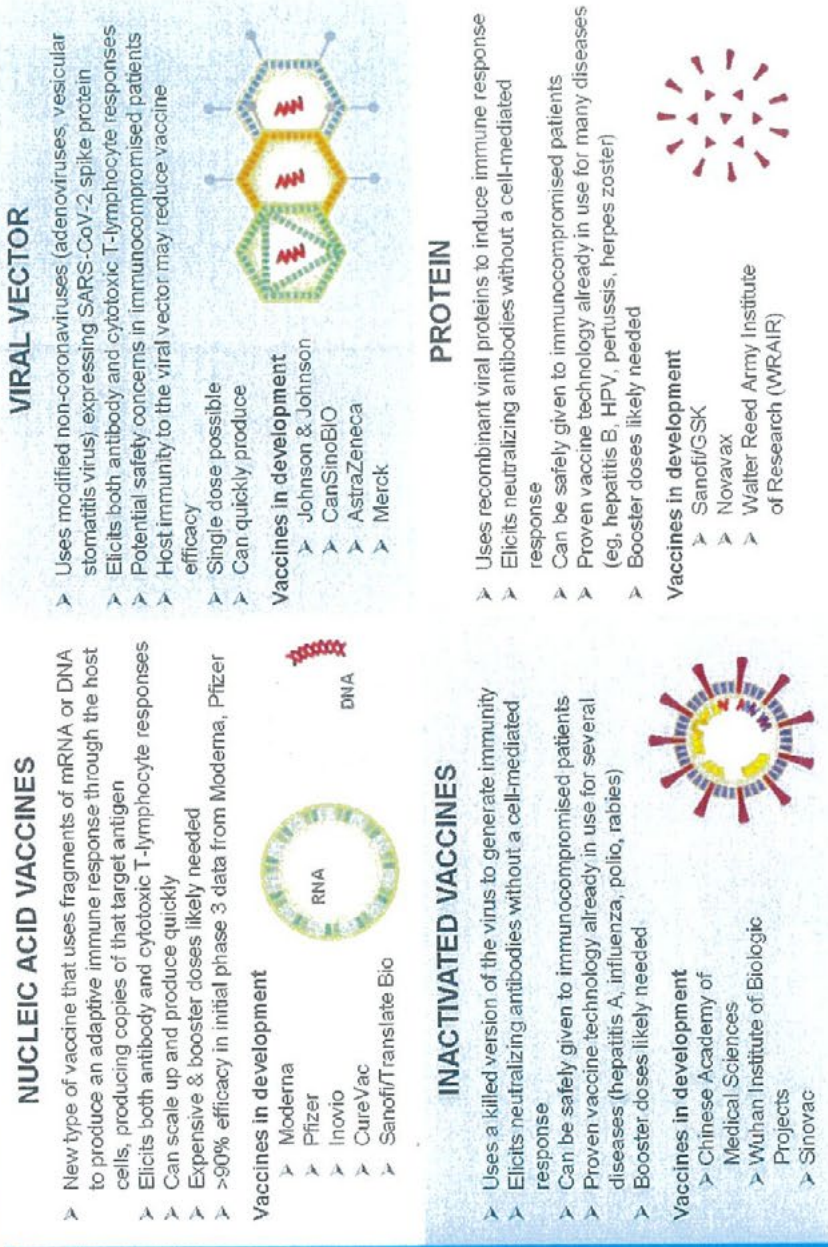 NUCLEIC ACID VACCINES
➤ New type of vaccine that uses fragments of mRNA or DNA
to produce an adaptive immune response through the host
cells, producing copies of that target antigen
➤ Elicits both antibody and cytotoxic T-lymphocyte responses
➤ Can scale up and produce quickly
➤ Expensive & booster doses likely needed
➤ >90% efficacy in initial phase 3 data from Moderna, Pfizer
Vaccines in development
➤ Moderna
➤ Pfizer
➤ Inovio
➤ CureVac
➤ Sanofi/Translate Bio
RNA
DNA
VIRAL VECTOR
➤ Uses modified non-coronaviruses (adenoviruses, vesicular
stomatitis virus) expressing SARS-CoV-2 spike protein
➤ Elicits both antibody and cytotoxic T-lymphocyte responses
➤ Potential safety concerns in immunocompromised patients
➤ Host immunity to the viral vector may reduce vaccine
efficacy
➤ Single dose possible
➤ Can quickly produce
Vaccines in development
➤ Johnson & Johnson
➤ CanSinoBIO
➤ AstraZeneca
➤ Merck
INACTIVATED VACCINES
➤ Uses a killed version of the virus to generate immunity
➤ Elicits neutralizing antibodies without a cell-mediated
response
➤ Can be safely given to immunocompromised patients
➤ Proven vaccine technology already in use for several
diseases (hepatitis A, influenza, polio, rabies)
➤ Booster doses likely needed
Vaccines in development
➤ Chinese Academy of
Medical Sciences
➤ Wuhan Institute of Biologic
Projects
➤ Sinovac
PROTEIN
➤ Uses recombinant viral proteins to induce immune response
➤ Elicits neutralizing antibodies without a cell-mediated
response
➤ Can be safely given to immunocompromised patients
➤ Proven vaccine technology already in use for many diseases
(eg, hepatitis B, HPV, pertussis, herpes zoster)
➤ Booster doses likely needed
Vaccines in development
➤ Sanofi/GSK
➤ Novavax
➤ Walter Reed Army Institute
of Research (WRAIR)